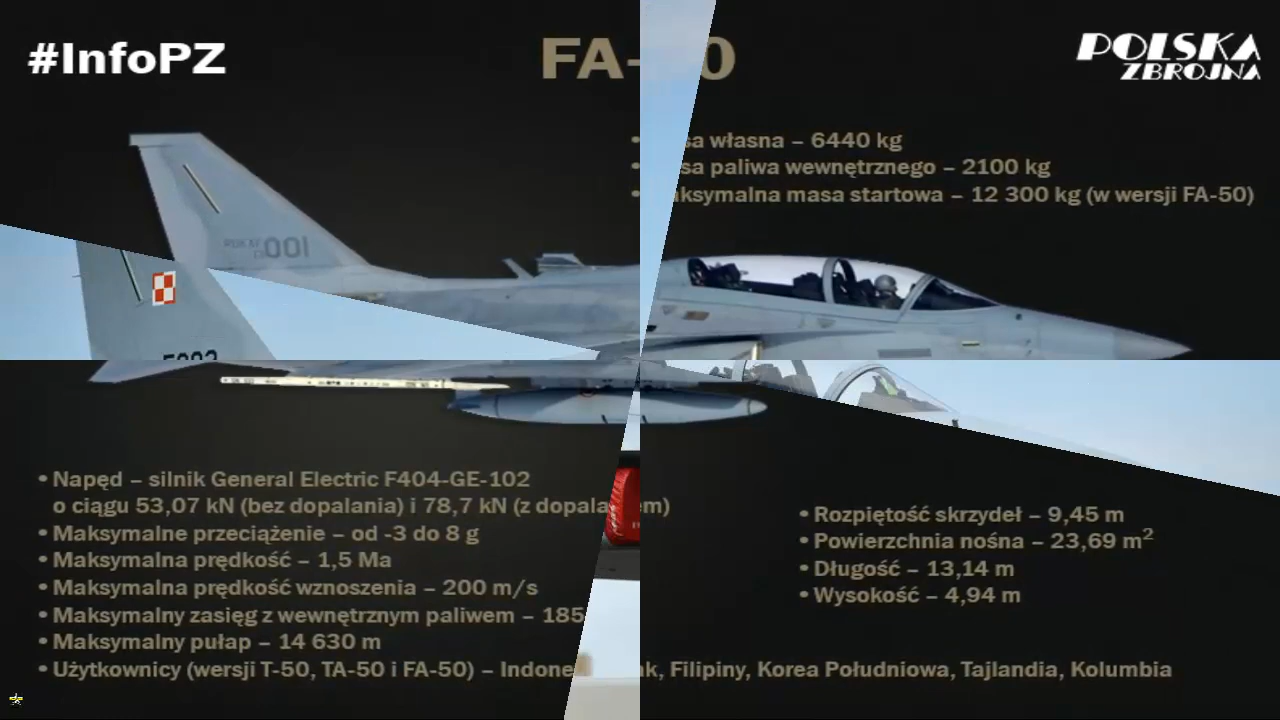 #InfoPZ
FA-50
POLSKA
ZBROJNA
sa własna – 6440 kg
sa paliwa wewnętrznego – 2100 kg
ksymalna masa startowa – 12 300 kg (w wersji FA-50)
001
• Napęd – silnik General Electric F404-GE-102
o ciągu 53,07 kN (bez dopalania) i 78,7 kN (z dopala em)
• Maksymalne przeciążenie – od -3 do 8 g
• Maksymalna prędkość – 1,5 Ma
• Maksymalna prędkość wznoszenia – 200 m/s
• Maksymalny zasięg z wewnętrznym paliwem – 185
• Maksymalny pułap – 14 630 m
• Użytkownicy (wersji T-50, TA-50 i FA-50) – Indone k, Filipiny, Korea Południowa, Tajlandia, Kolumbia
• Rozpiętość skrzydeł – 9,45 m
• Powierzchnia nośna – 23,69 m²
• Długość – 13,14 m
• Wysokość – 4,94 m